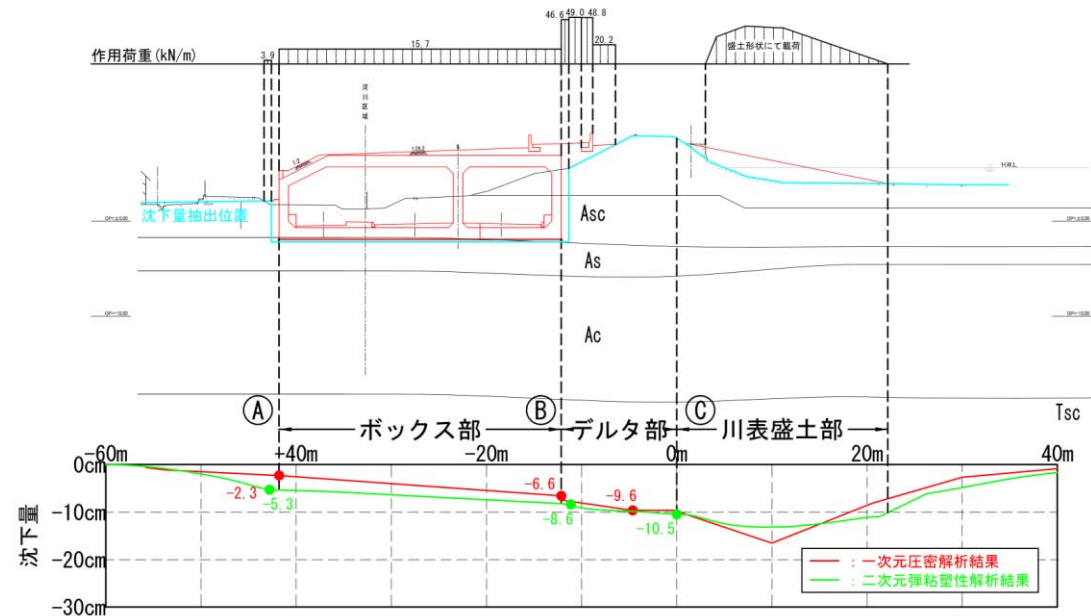 46.6 49.0 48.8
作用荷重(kN/m)
3.9
15.7
20.2
盛土形状にて載荷
河川区域
H.W.L.
沈下量抽出位置
Asc
As
Ac
Tsc
A
B
C
ボックス部
デルタ部
川表盛土部
-60m
+40m
-20m
0m
20m
40m
0cm
-10cm
-20cm
-30cm
沈下量
-2.3
-5.3
-6.6
-8.6
-9.6
-10.5
：一次元圧密解析結果
：二次元弾粘塑性解析結果